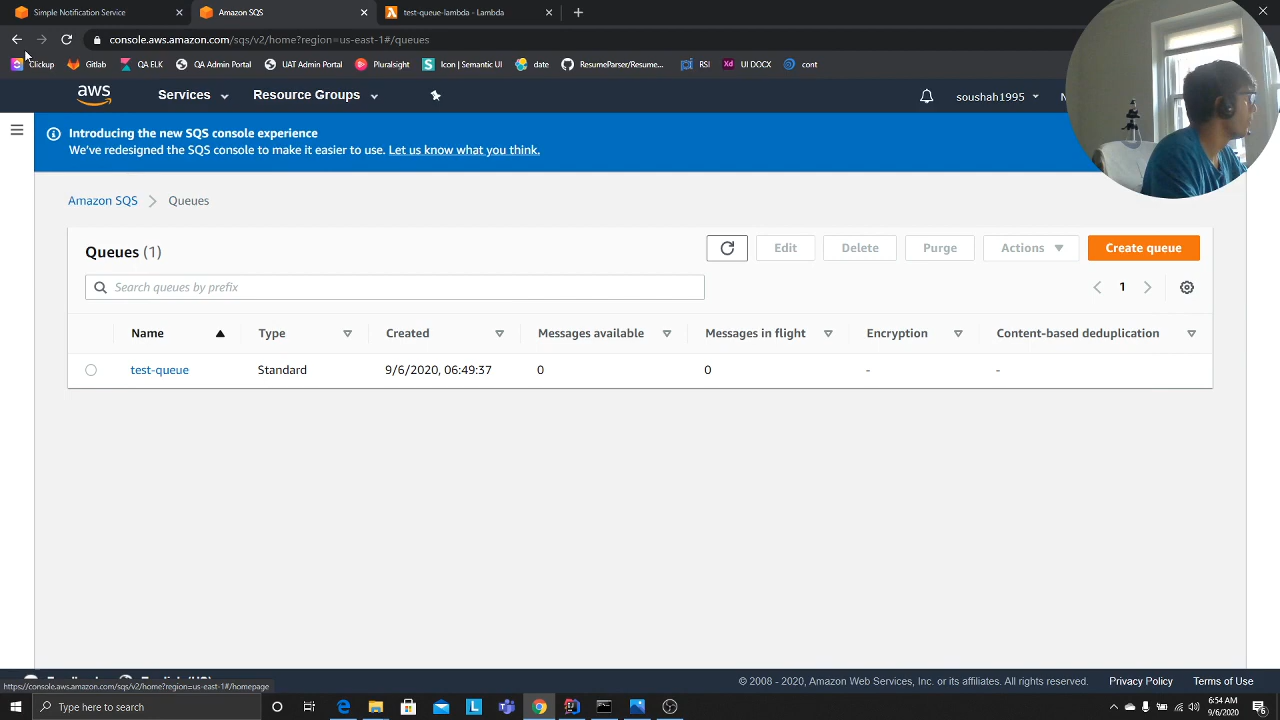 Simple Notification Service
Amazon SQS
test-queue-lambda - Lambda
console.aws.amazon.com/sqs/v2/home?region=us-east-1#/queues
Clickup
Gitlab
QA ELK
QA Admin Portal
UAT Admin Portal
Pluralsight
Icon | Semantic UI
date
ResumeParser/Resume...
RSI
UI DOCX
cont
aws
Services
Resource Groups
soushah1995
Introducing the new SQS console experience
We've redesigned the SQS console to make it easier to use. Let us know what you think.
Amazon SQS
Queues
Queues (1)
Edit
Delete
Purge
Actions
Create queue
Search queues by prefix
1
Name
Type
Created
Messages available
Messages in flight
Encryption
Content-based deduplication
test-queue
Standard
9/6/2020, 06:49:37
0
0
-
-
https://console.aws.amazon.com/sqs/v2/home?region=us-east-1#/homepage
© 2008 - 2020, Amazon Web Services, Inc. or its affiliates. All rights reserved.
Privacy Policy
Terms of Use
Type here to search
6:54 AM
9/6/2020